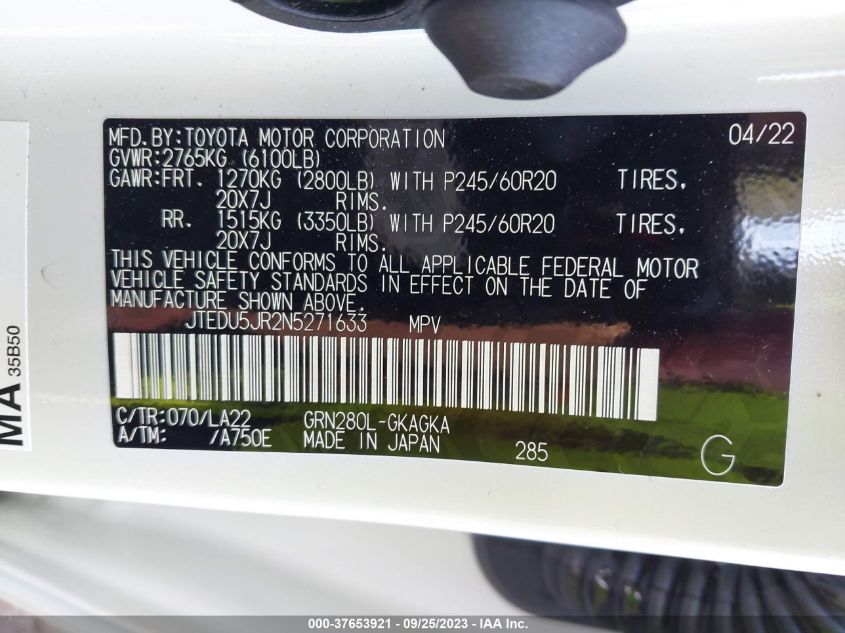 MFD.BY:TOYOTA MOTOR CORPORATION 04/22
GVWR:2765KG (6100LB)
GAWR:FRT. 1270KG (2800LB) WITH P245/60R20 TIRES,
20X7J RIMS.
RR. 1515KG (3350LB) WITH P245/60R20 TIRES,
20X7J RIMS.
THIS VEHICLE CONFORMS TO ALL APPLICABLE FEDERAL MOTOR
VEHICLE SAFETY STANDARDS IN EFFECT ON THE DATE OF
MANUFACTURE SHOWN ABOVE.
JTEDU5JR2N5271633 MPV
C/TR:070/LA22 GRN280L-GKAGKA
A/TM: /A750E MADE IN JAPAN 285 G
MA
35B50
000-37653921 - 09/25/2023 - IAA Inc.